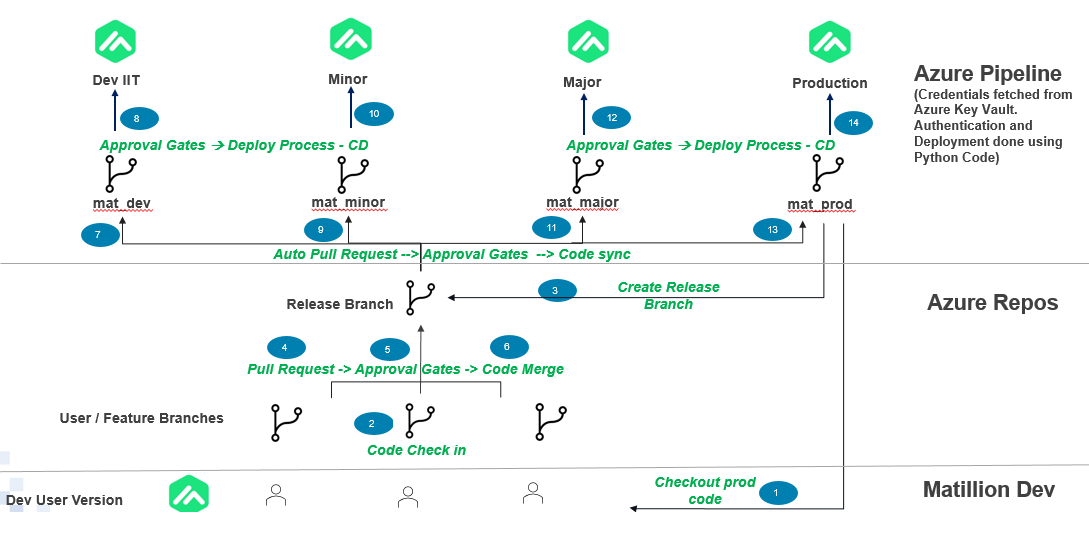 Dev IIT
Minor
Major
Production
Azure Pipeline
(Credentials fetched from
Azure Key Vault.
Authentication and
Deployment done using
Python Code)
8
10
12
14
Approval Gates → Deploy Process - CD
Approval Gates → Deploy Process - CD
mat_dev
mat_minor
mat_major
mat_prod
7
9
11
13
Auto Pull Request --> Approval Gates --> Code sync
Release Branch
3
Create Release
Branch
Azure Repos
4
5
6
Pull Request -> Approval Gates -> Code Merge
User / Feature Branches
2
Code Check in
Dev User Version
Checkout prod
code
1
Matillion Dev